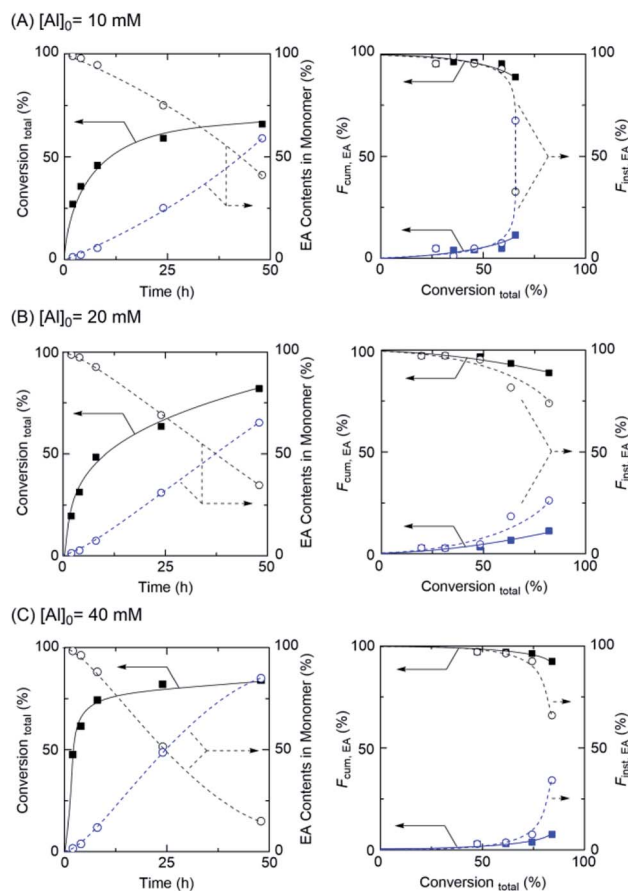 (A) [Al]0= 10 mM
100
100
100
100
Conversion total (%)
EA Contents in Monomer (%)
Fcum, EA (%)
Finst, EA (%)
50
50
50
50
0
0
0
0
0
25
50
0
50
100
Time (h)
Conversion total (%)
(B) [Al]0= 20 mM
100
100
100
100
Conversion total (%)
EA Contents in Monomer (%)
Fcum, EA (%)
Finst, EA (%)
50
50
50
50
0
0
0
0
0
25
50
0
50
100
Time (h)
Conversion total (%)
(C) [Al]0= 40 mM
100
100
100
100
Conversion total (%)
EA Contents in Monomer (%)
Fcum, EA (%)
Finst, EA (%)
50
50
50
50
0
0
0
0
0
25
50
0
50
100
Time (h)
Conversion total (%)